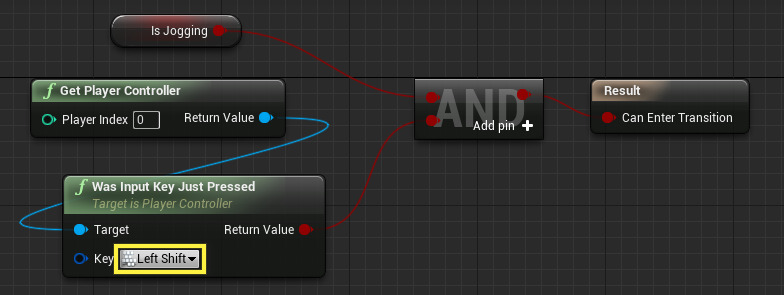 Is Jogging
f Get Player Controller
Player Index 0 Return Value
AND
Add pin +
Result
Can Enter Transition
f Was Input Key Just Pressed
Target is Player Controller
Target Return Value
Key Left Shift